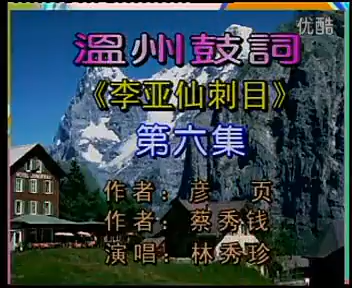 优酷
溫州鼓詞
《李亚仙刺目》
第六集
作者：彦 页
作者：蔡秀钱
演唱：林秀珍